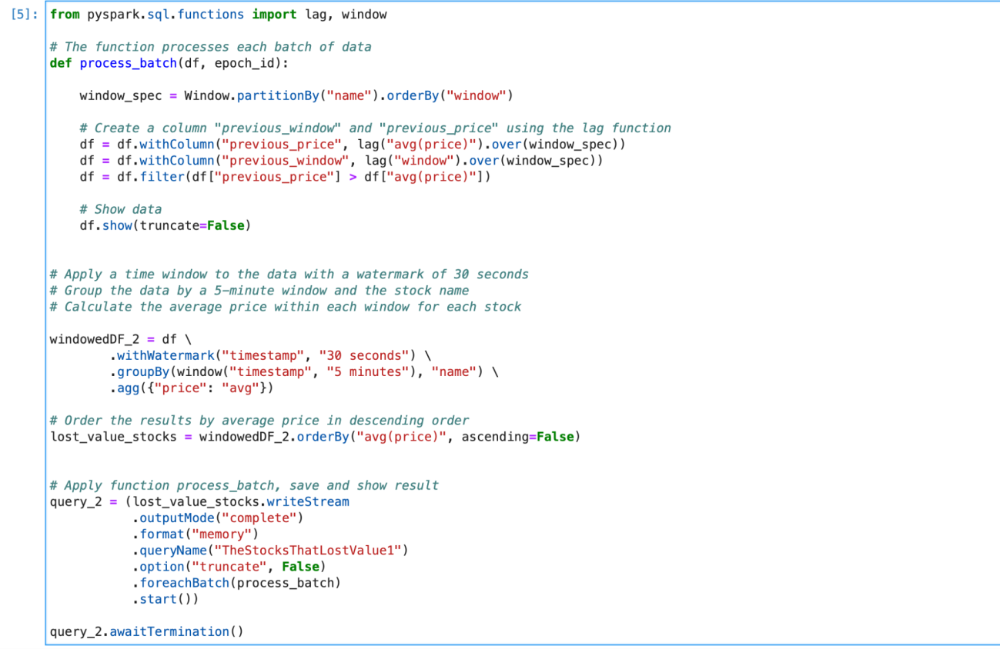 [5]: from pyspark.sql.functions import lag, window
# The function processes each batch of data
def process_batch(df, epoch_id):
window_spec = Window.partitionBy("name").orderBy("window")
# Create a column "previous_window" and "previous_price" using the lag function
df = df.withColumn("previous_price", lag("avg(price)").over(window_spec))
df = df.withColumn("previous_window", lag("window").over(window_spec))
df = df.filter(df["previous_price"] > df["avg(price)"])
# Show data
df.show(truncate=False)
# Apply a time window to the data with a watermark of 30 seconds
# Group the data by a 5-minute window and the stock name
# Calculate the average price within each window for each stock
windowedDF_2 = df \
.withWatermark("timestamp", "30 seconds") \
.groupBy(window("timestamp", "5 minutes"), "name") \
.agg({"price": "avg"})
# Order the results by average price in descending order
lost_value_stocks = windowedDF_2.orderBy("avg(price)", ascending=False)
# Apply function process_batch, save and show result
query_2 = (lost_value_stocks.writeStream
.outputMode("complete")
.format("memory")
.queryName("TheStocksThatLostValue1")
.option("truncate", False)
.foreachBatch(process_batch)
.start())
query_2.awaitTermination()